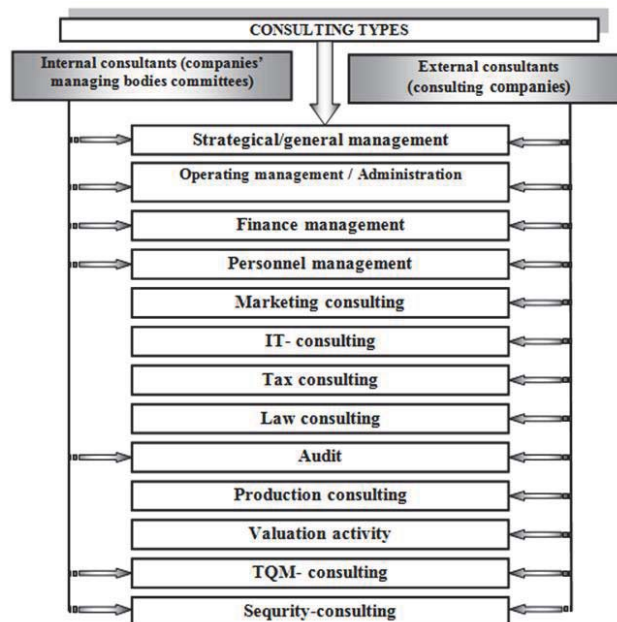 CONSULTING TYPES
Internal consultants (companies’
managing bodies committees)
External consultants
(consulting companies)
Strategical/general management
Operating management / Administration
Finance management
Personnel management
Marketing consulting
IT- consulting
Tax consulting
Law consulting
Audit
Production consulting
Valuation activity
TQM- consulting
Sequrity-consulting